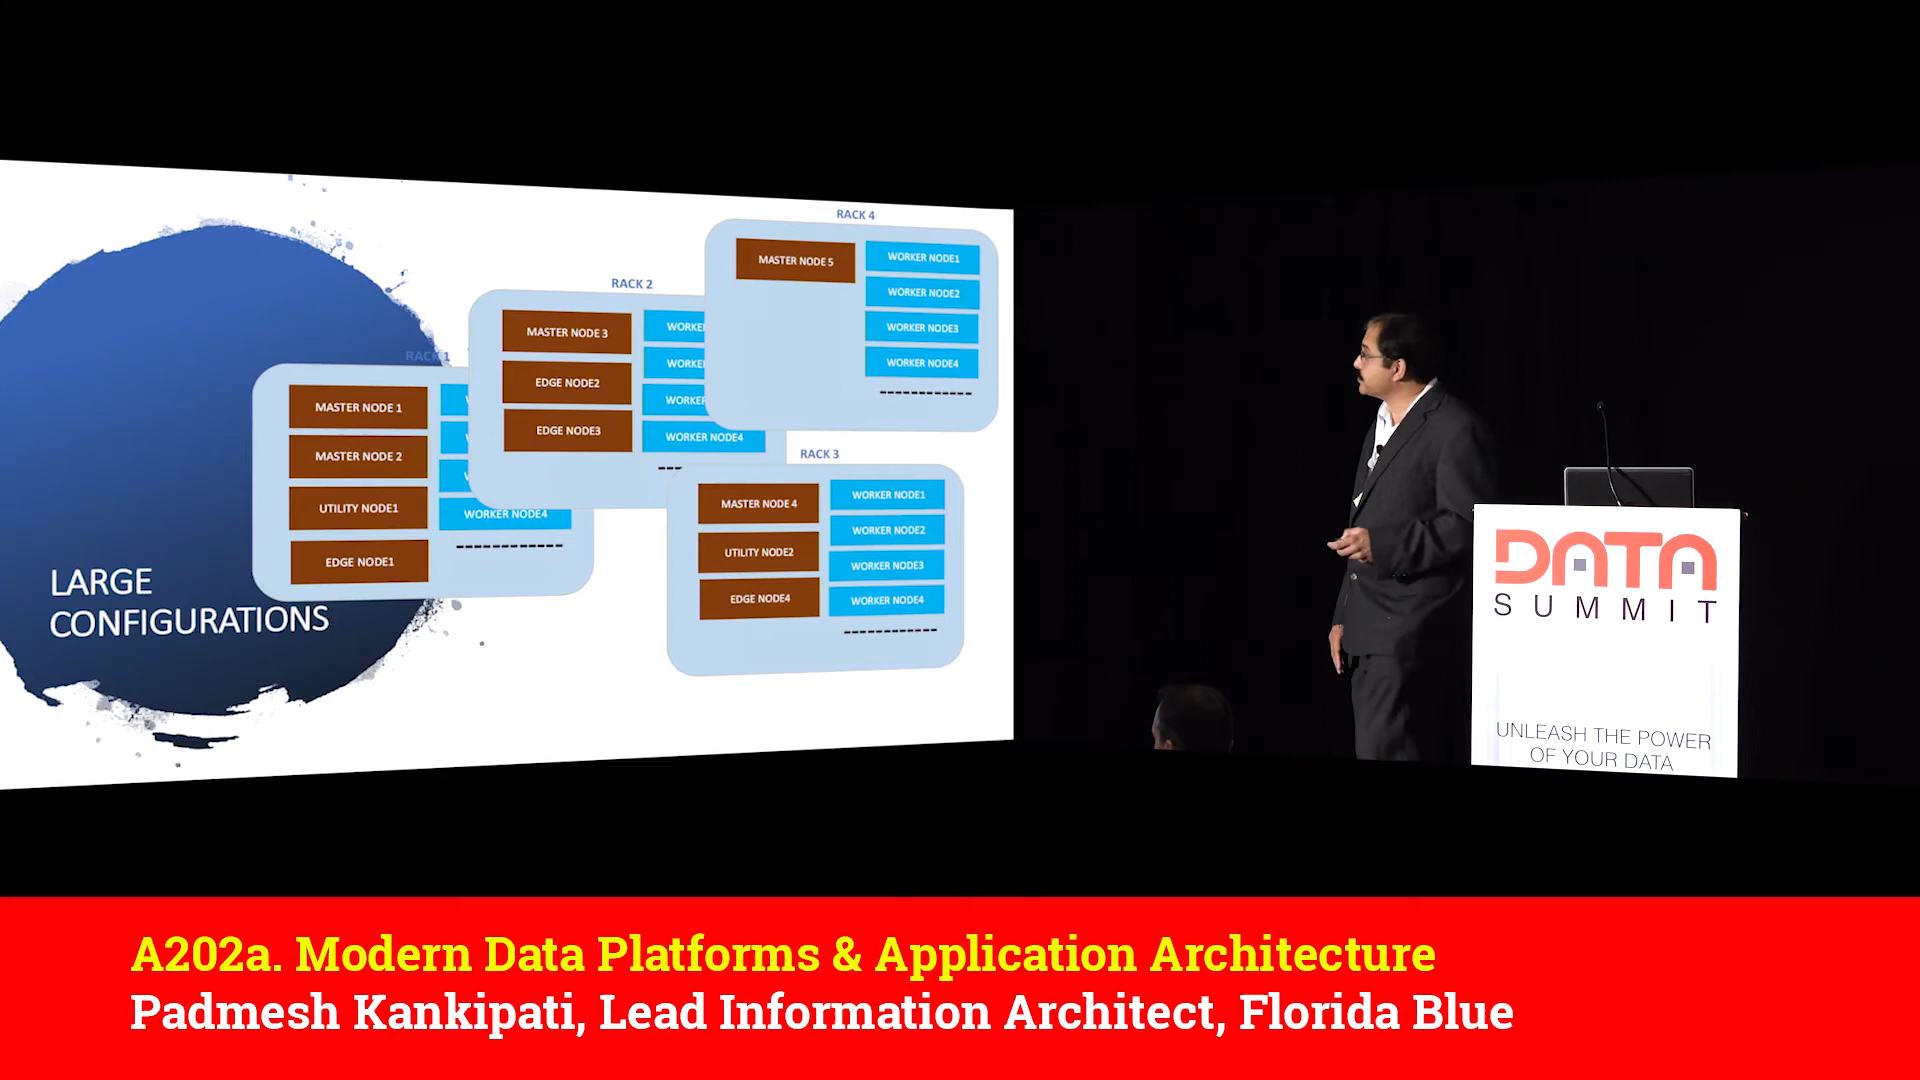 LARGE
CONFIGURATIONS
RACK 1
MASTER NODE 1
MASTER NODE 2
UTILITY NODE1
EDGE NODE1
WORKER NODE4
------------
RACK 2
MASTER NODE 3
EDGE NODE2
EDGE NODE3
WORKER NODE4
RACK 4
MASTER NODE 5
WORKER NODE1
WORKER NODE2
WORKER NODE3
WORKER NODE4
------------
RACK 3
MASTER NODE 4
UTILITY NODE2
EDGE NODE4
WORKER NODE1
WORKER NODE2
WORKER NODE3
WORKER NODE4
------------
DATA
SUMMIT
UNLEASH THE POWER
OF YOUR DATA
A202a. Modern Data Platforms & Application Architecture
Padmesh Kankipati, Lead Information Architect, Florida Blue